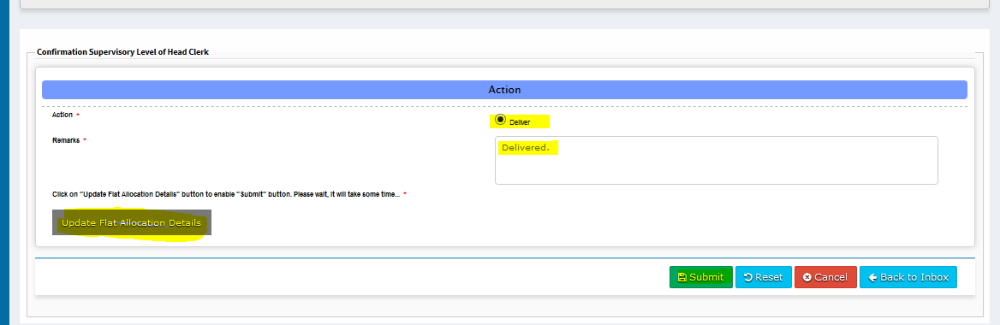 Confirmation Supervisory Level of Head Clerk
Action
Action *
Deliver
Remarks *
Delivered.
Click on "Update Flat Allocation Details" button to enable "Submit" button. Please wait, it will take some time... *
Update Flat Allocation Details
Submit Reset Cancel Back to Inbox